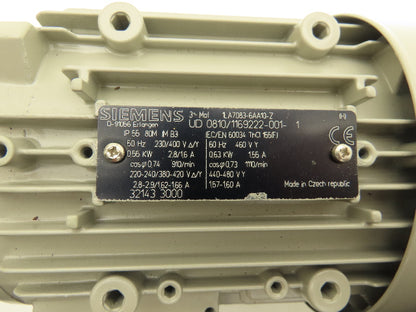 SIEMENS 3~ Mot 1LA7083-6AA10-Z
D-91056 Erlangen UD 0810/1169222-001- 1
IP 55 80M IM B3 IEC/EN 60034 ThCl 155(F)
50 Hz 230/400 V Δ/Y 60 Hz 460 V Y
0,55 KW 2.8/1.6 A 0.63 KW 1.55 A
cosφ 0,74 910/min cosφ 0.73 1110/min
220-240/380-420 V Δ/Y 440-480 V Y
2.8-2.9/1.62-1.66 A 1.57-1.60 A
32143 3000 Made in Czech republic
CE